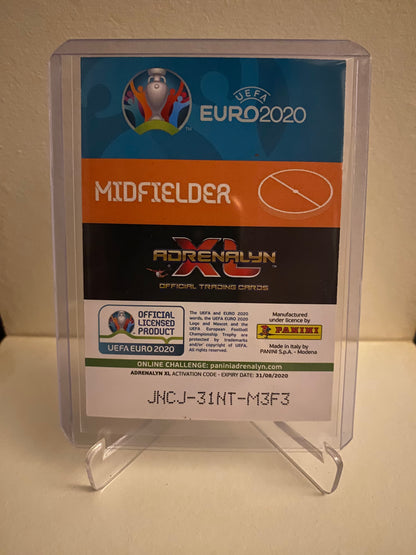 UEFA
EURO2020
™
MIDFIELDER
ADRENALYN
XL™
OFFICIAL TRADING CARDS
OFFICIAL
LICENSED
PRODUCT
UEFA EURO 2020
The UEFA and EURO 2020
words, the UEFA EURO 2020
Logo and Mascot and the
UEFA European Football
Championship Trophy are
protected by trademarks
and/or copyright of UEFA.
All rights reserved.
Manufactured
under licence by
PANINI
Made in Italy by
PANINI S.p.A. - Modena
ONLINE CHALLENGE: paniniadrenalyn.com
ADRENALYN XL ACTIVATION CODE - EXPIRY DATE: 31/08/2020
JNCJ-31NT-M3F3